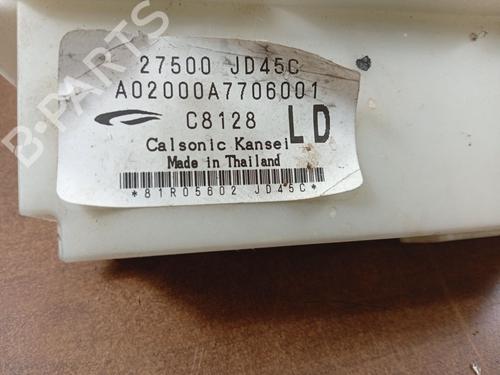 B-PARTS
27500 JD45C
A02000A7706001
C8128 LD
Calsonic Kansei
Made in Thailand
*81R05602 JD45C*